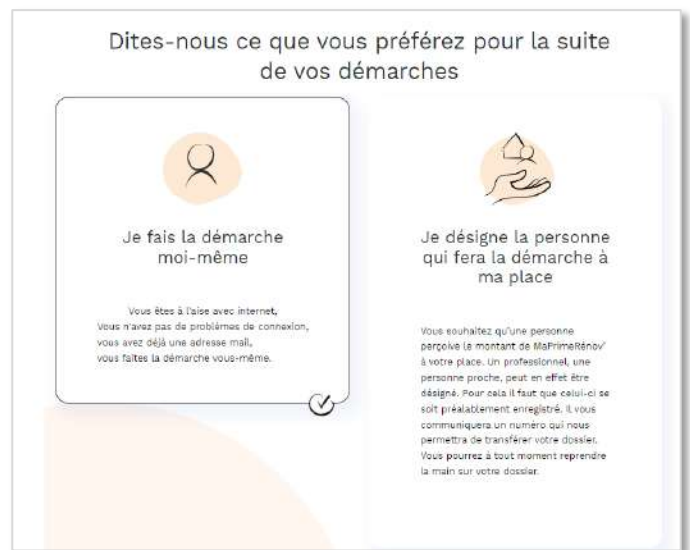 Dites-nous ce que vous préférez pour la suite
de vos démarches
Je fais la démarche
moi-même
Vous êtes à l'aise avec internet,
Vous n'avez pas de problèmes de connexion,
vous avez déjà une adresse mail,
vous faites la démarche vous-même.
Je désigne la personne
qui fera la démarche à
ma place
Vous souhaitez qu'une personne
perçoive le montant de MaPrimeRénov'
à votre place. Un professionnel, une
personne proche, peut en effet être
désigné. Pour cela il faut que celui-ci se
soit préalablement enregistré. Il vous
communiquera un numéro qui nous
permettra de transférer votre dossier.
Vous pourrez à tout moment reprendre
la main sur votre dossier.